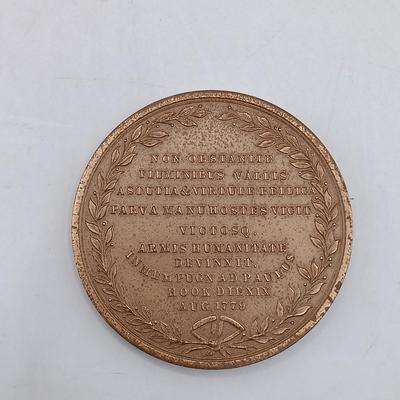 NON OBSTANTIB
FLUMINIBUS VALLIS
ASTUTIA & VIRTUTE BELLICA
PARVA MANU HOSTES VICIT
VICTOSQ.
ARMIS HUMANITATE
DEVINXIT.
IN MEM PUGN AD PAULUS
HOOK DIE XIX
AUG. 1779